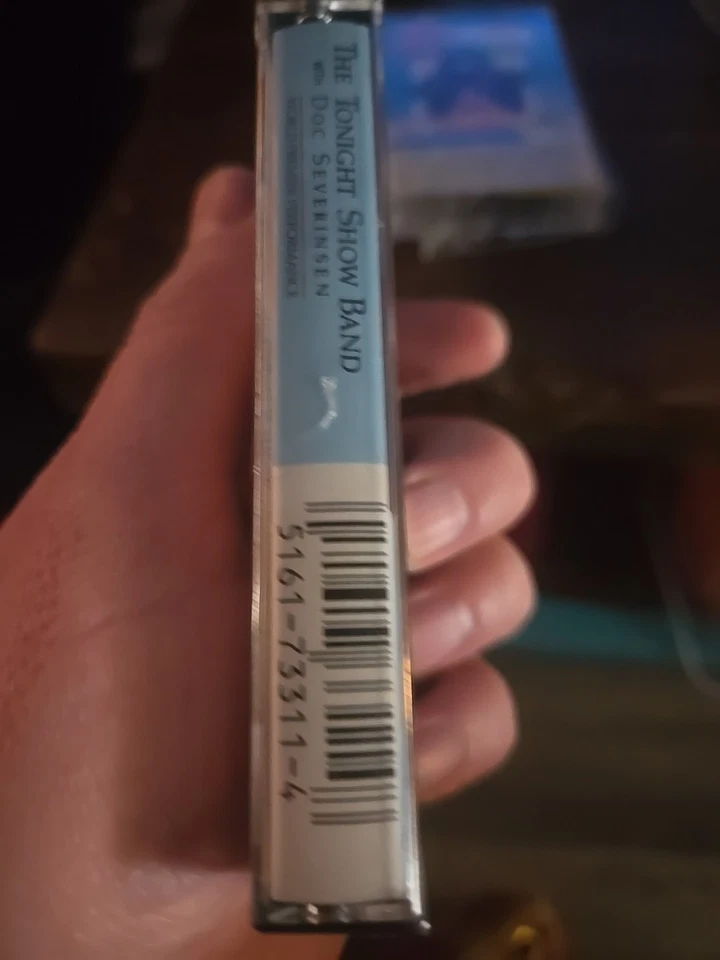 THE TONIGHT SHOW BAND
with DOC SEVERINSEN
5161-73311-4